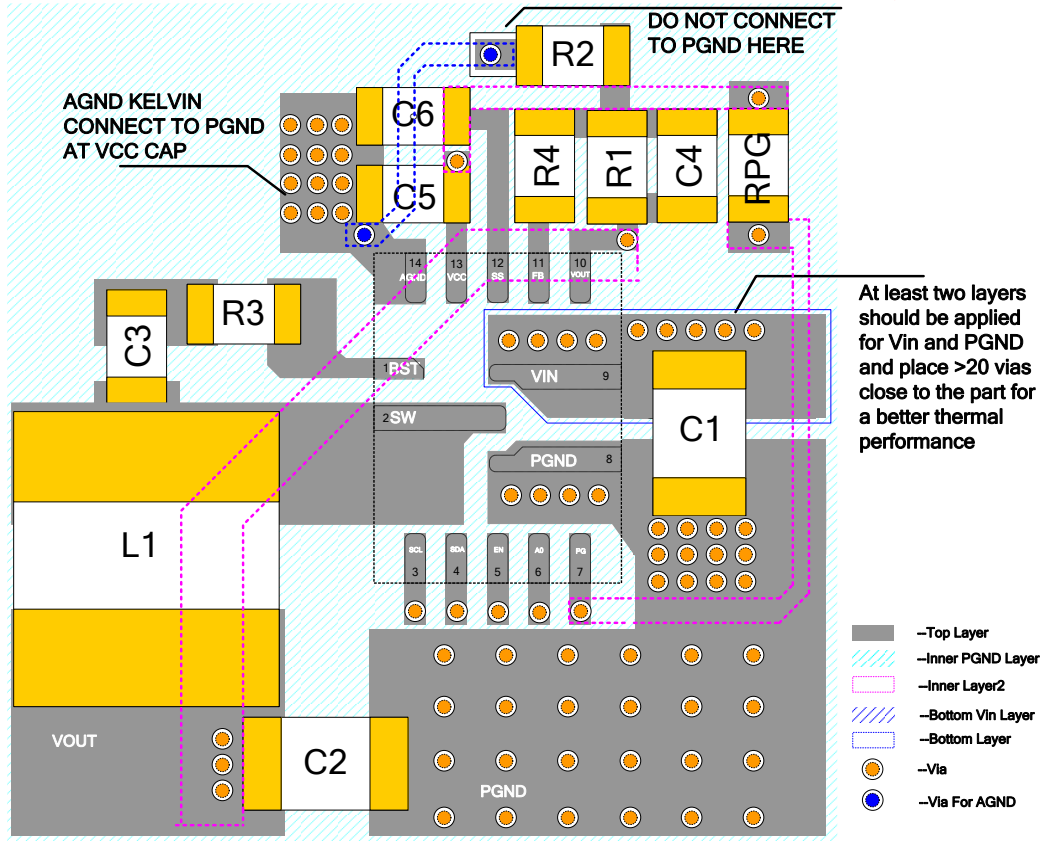 DO NOT CONNECT
TO PGND HERE
R2
AGND KELVIN
CONNECT TO PGND
AT VCC CAP
C6
C5
R4
R1
C4
RPG
14
13
12
11
10
AGND
VCC
SS
FB
VOUT
At least two layers
should be applied
for Vin and PGND
and place >20 vias
close to the part for
a better thermal
performance
C3
R3
1
RST
VIN
9
2
SW
C1
PGND
8
L1
SCL
SDA
EN
A0
PG
3
4
5
6
7
--Top Layer
--Inner PGND Layer
--Inner Layer2
--Bottom Vin Layer
--Bottom Layer
--Via
--Via For AGND
VOUT
C2
PGND